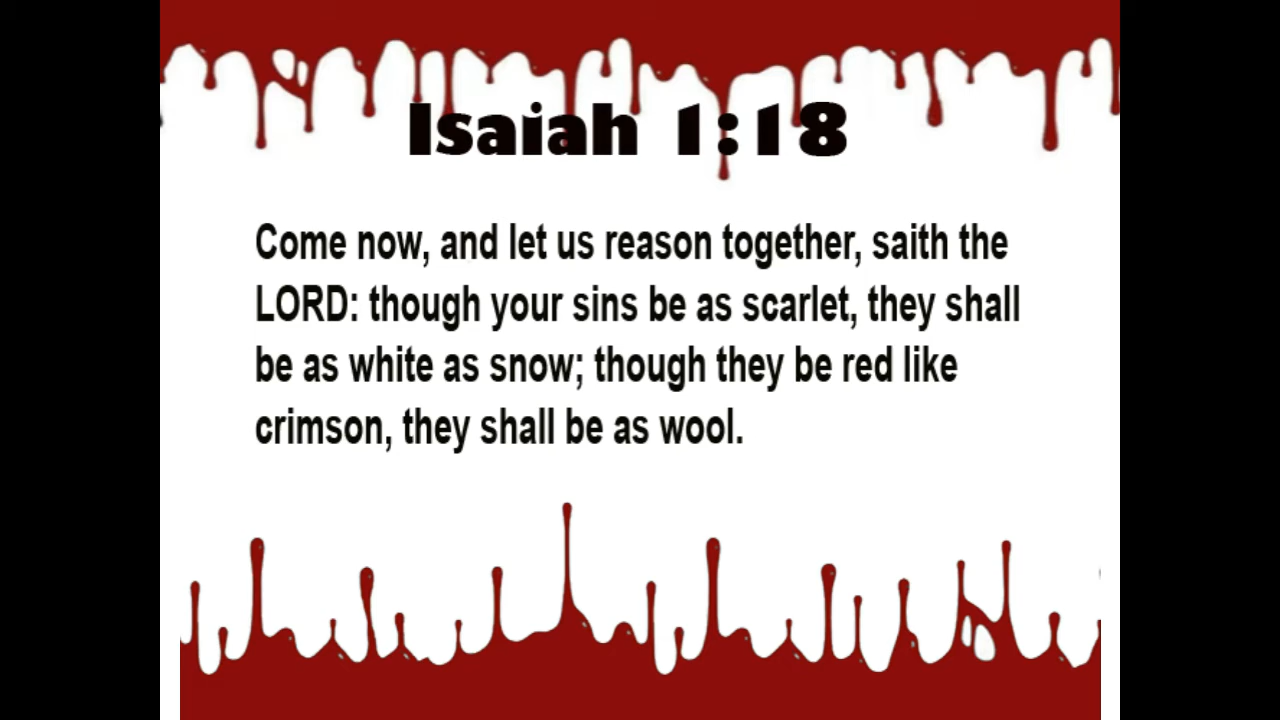 Isaiah 1:18
Come now, and let us reason together, saith the
LORD: though your sins be as scarlet, they shall
be as white as snow; though they be red like
crimson, they shall be as wool.